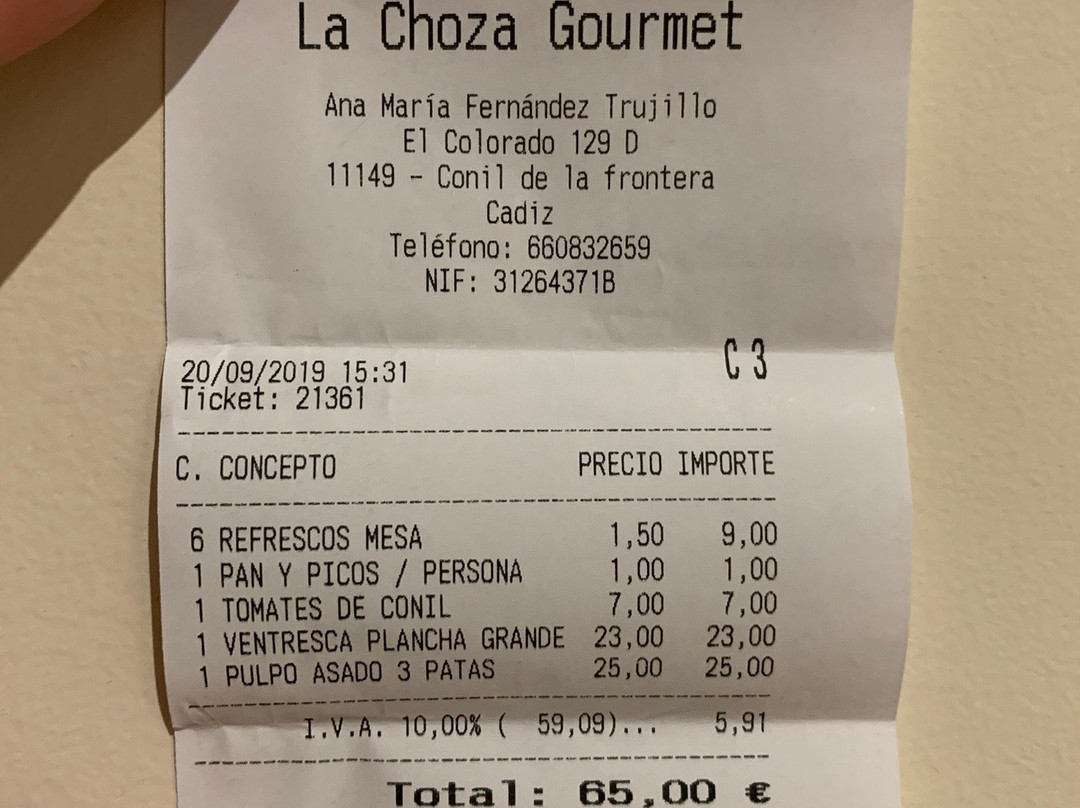 La Choza Gourmet
Ana María Fernández Trujillo
El Colorado 129 D
11149 - Conil de la frontera
Cadiz
Teléfono: 660832659
NIF: 31264371B
C 3
20/09/2019 15:31
Ticket: 21361
C. CONCEPTO PRECIO IMPORTE
6 REFRESCOS MESA 1,50 9,00
1 PAN Y PICOS / PERSONA 1,00 1,00
1 TOMATES DE CONIL 7,00 7,00
1 VENTRESCA PLANCHA GRANDE 23,00 23,00
1 PULPO ASADO 3 PATAS 25,00 25,00
I.V.A. 10,00% ( 59,09)... 5,91
Total: 65,00 €